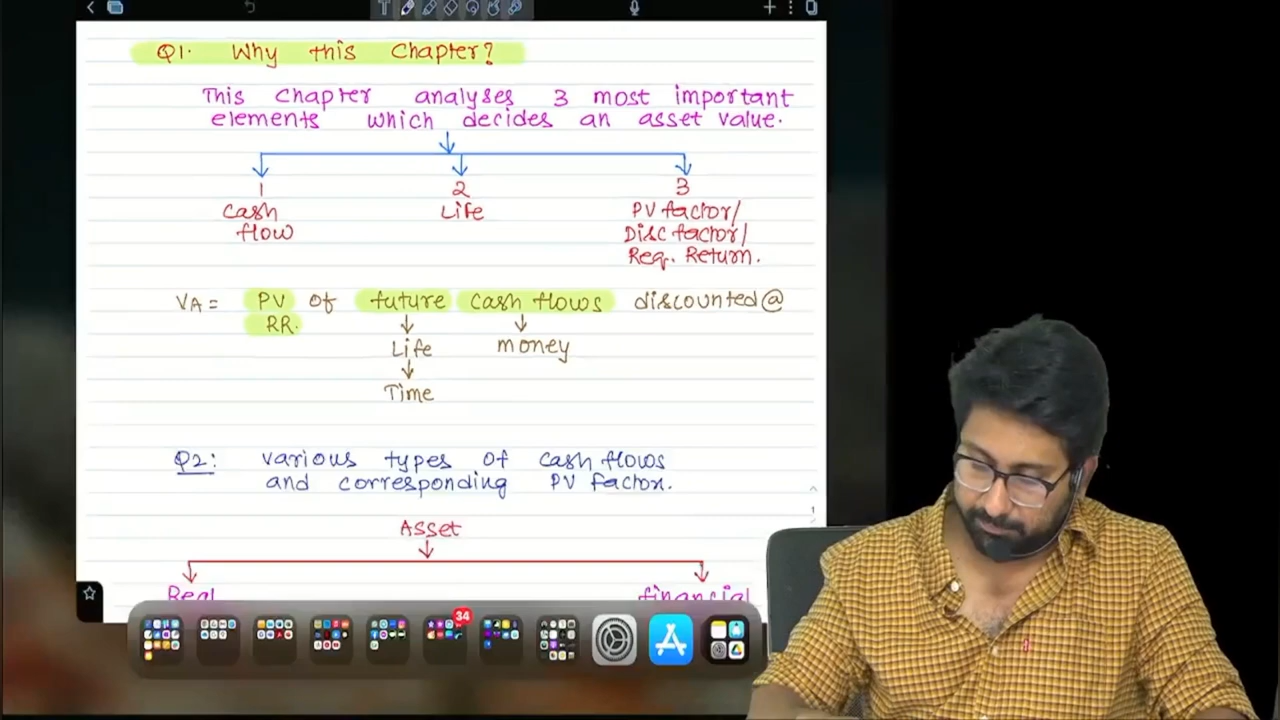 Q1. Why this Chapter?
This Chapter analyses 3 most important
elements which decides an asset value.
1
2
3
Cash
flow
Life
PV factor/
Disc factor/
Req. Return.
VA = PV of future Cash flows discounted@
RR.
Life
money
Time
Q2: various types of cash flows
and corresponding PV factor.
1
Asset
Real
financial
34